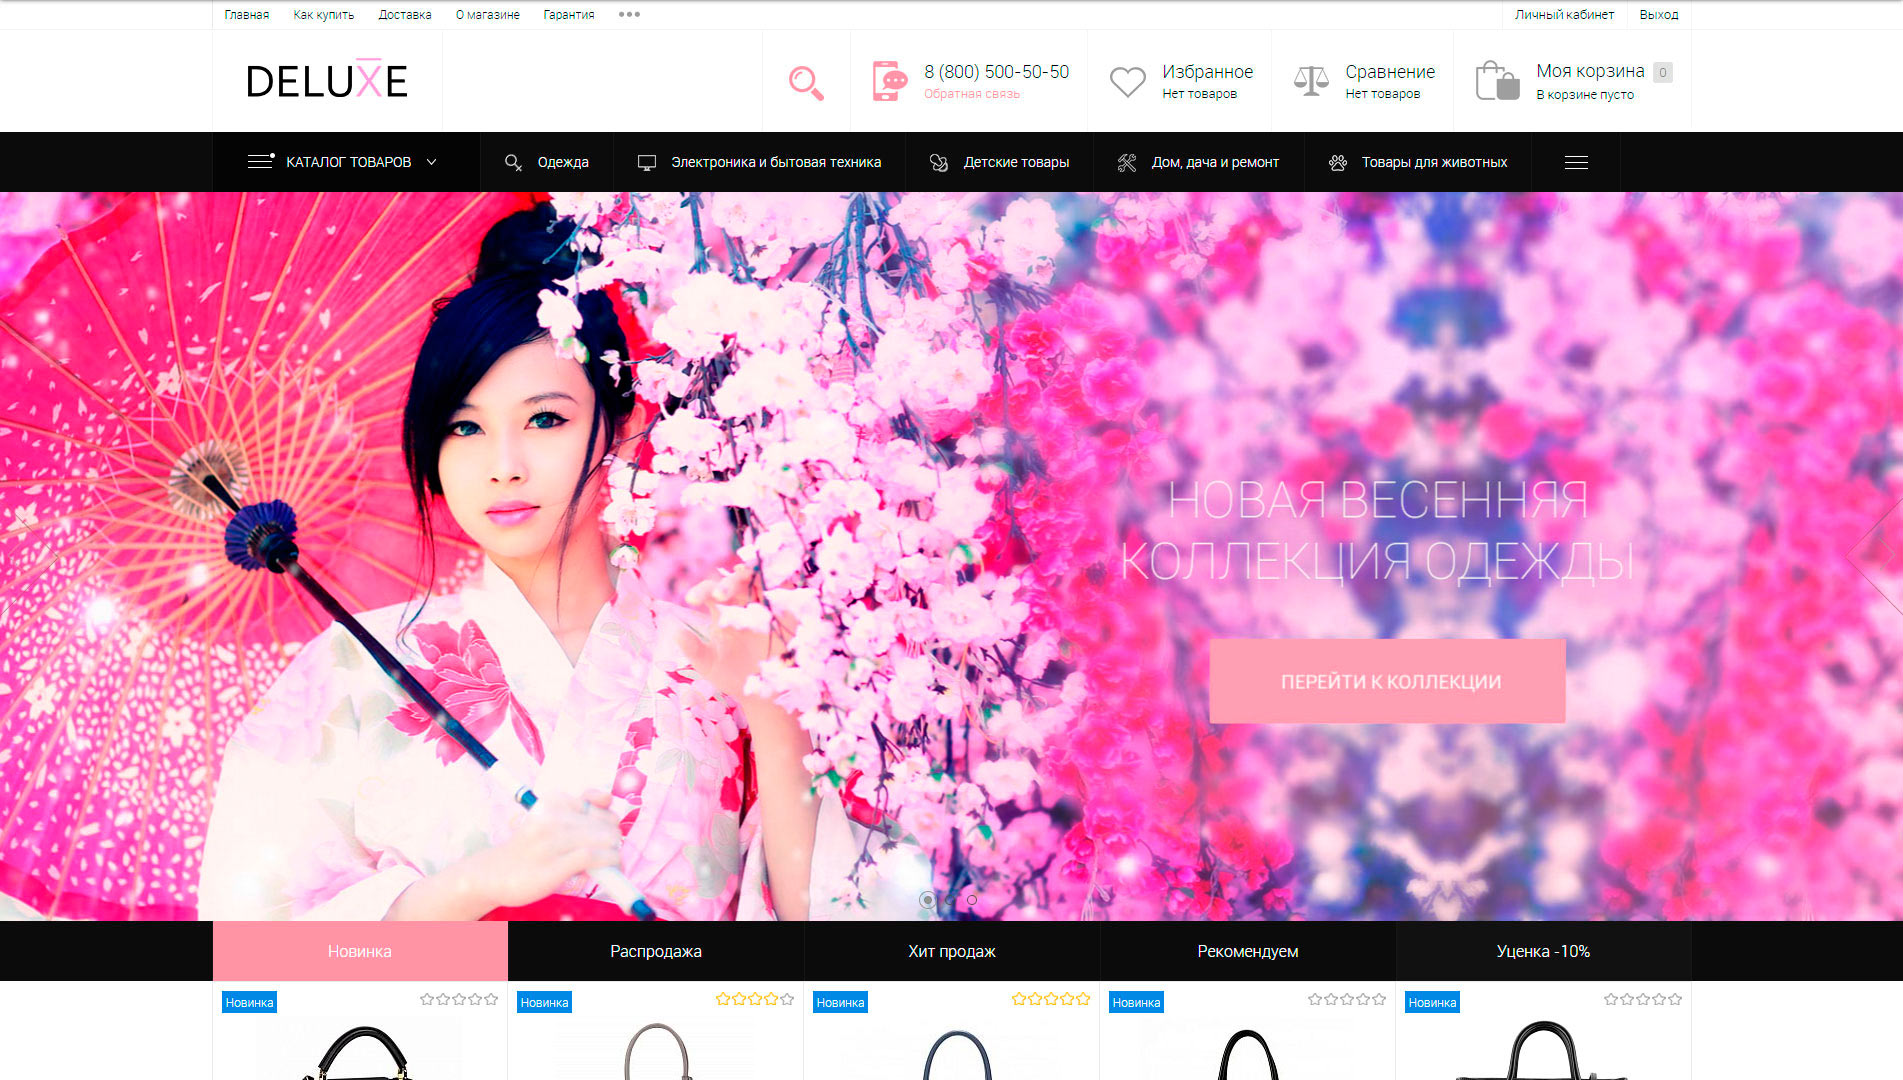 Главная Как купить Доставка О магазине Гарантия Личный кабинет Выход
DELUXE
8 (800) 500-50-50
Обратная связь
Избранное
Нет товаров
Сравнение
Нет товаров
Моя корзина 0
В корзине пусто
КАТАЛОГ ТОВАРОВ Одежда Электроника и бытовая техника Детские товары Дом, дача и ремонт Товары для животных
НОВАЯ ВЕСЕННЯЯ
КОЛЛЕКЦИЯ ОДЕЖДЫ
ПЕРЕЙТИ К КОЛЛЕКЦИИ
Новинка Распродажа Хит продаж Рекомендуем Уценка -10%
Новинка Новинка Новинка Новинка Новинка